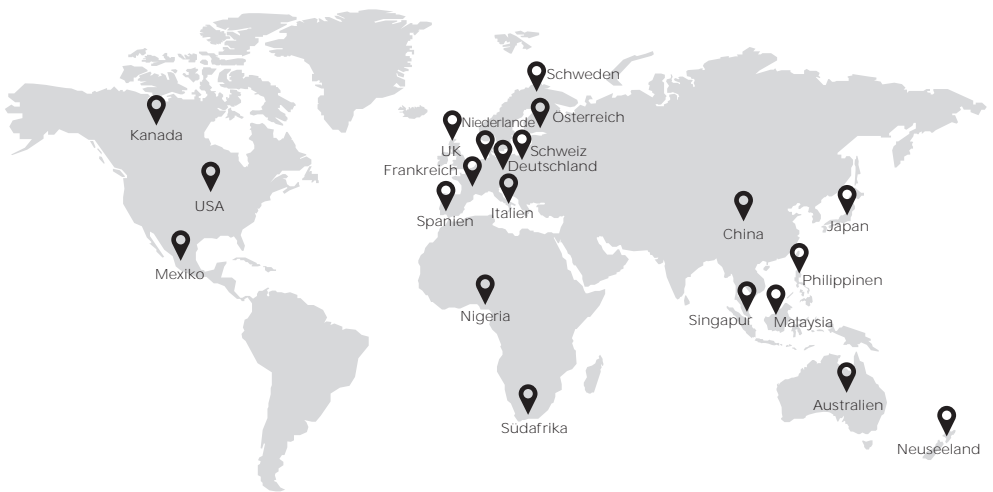 Schweden
Kanada
Niederlande
Österreich
UK
Schweiz
Frankreich
Deutschland
USA
Spanien
Italien
China
Japan
Mexiko
Philippinen
Nigeria
Singapur
Malaysia
Australien
Südafrika
Neuseeland